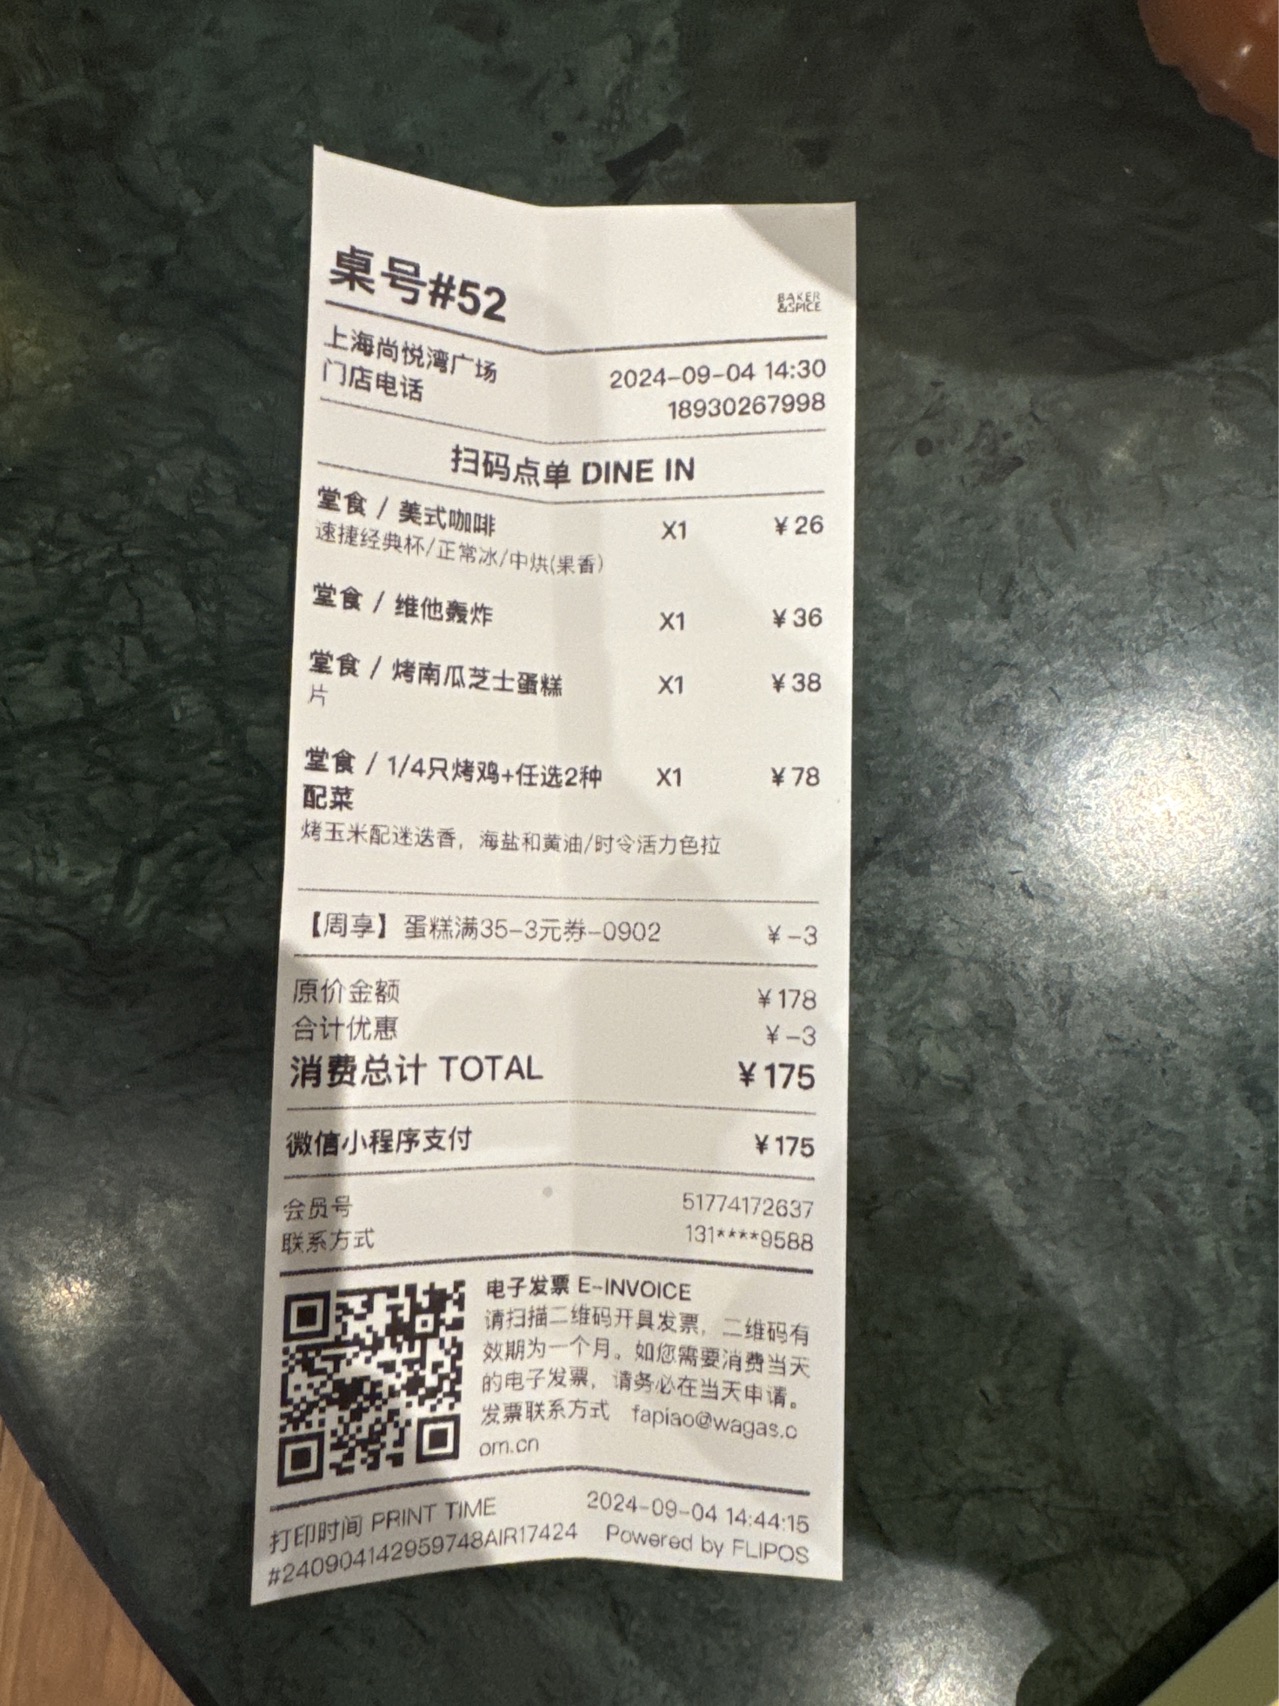 桌号#52
BAKER
&SPICE
上海尚悦湾广场 2024-09-04 14:30
门店电话 18930267998
扫码点单 DINE IN
堂食 / 美式咖啡 X1 ¥26
速捷经典杯/正常冰/中烘(果香)
堂食 / 维他轰炸 X1 ¥36
堂食 / 烤南瓜芝士蛋糕 X1 ¥38
片
堂食 / 1/4只烤鸡+任选2种 X1 ¥78
配菜
烤玉米配迷迭香，海盐和黄油/时令活力色拉
【周享】蛋糕满35-3元券-0902 ¥-3
原价金额 ¥178
合计优惠 ¥-3
消费总计 TOTAL ¥175
微信小程序支付 ¥175
会员号 51774172637
联系方式 131****9588
电子发票 E-INVOICE
请扫描二维码开具发票，二维码有
效期为一个月。如您需要消费当天
的电子发票，请务必在当天申请。
发票联系方式 fapiao@wagas.c
om.cn
打印时间 PRINT TIME 2024-09-04 14:44:15
#240904142959748AIR17424 Powered by FLIPOS